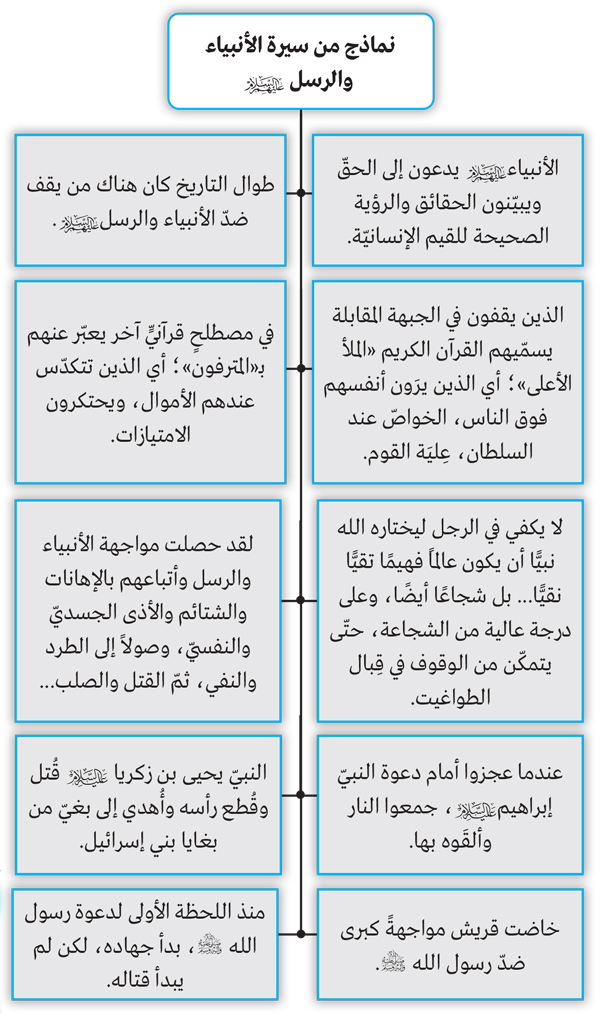 نماذج من سيرة الأنبياء
والرسل عليهم السلام
الأنبياء عليهم السلام يدعون إلى الحقّ
ويبيّنون الحقائق والرؤية
الصحيحة للقيم الإنسانيّة.
طوال التاريخ كان هناك من يقف
ضدّ الأنبياء والرسل عليهم السلام.
الذين يقفون في الجبهة المقابلة
يسمّيهم القرآن الكريم «الملأ
الأعلى»؛ أي الذين يرَون أنفسهم
فوق الناس، الخواصّ عند
السلطان، عِليَة القوم.
في مصطلحٍ قرآنيٍّ آخر يعبّر عنهم
بـ«المترفون»؛ أي الذين تتكدّس
عندهم الأموال، ويحتكرون
الامتيازات.
لا يكفي في الرجل ليختاره الله
نبيًّا أن يكون عالماً فهيمًا تقيًّا
نقيًّا... بل شجاعًا أيضًا، وعلى
درجة عالية من الشجاعة، حتّى
يتمكّن من الوقوف في قِبال
الطواغيت.
لقد حصلت مواجهة الأنبياء
والرسل وأتباعهم بالإهانات
والشتائم والأذى الجسديّ
والنفسيّ، وصولاً إلى الطرد
والنفي، ثمّ القتل والصلب...
عندما عجزوا أمام دعوة النبيّ
إبراهيم عليه السلام، جمعوا النار
وألقَوه بها.
النبيّ يحيى بن زكريا عليه السلام قُتل
وقُطع رأسه وأُهدي إلى بغيّ من
بغايا بني إسرائيل.
خاضت قريش مواجهةً كبرى
ضدّ رسول الله ﷺ.
منذ اللحظة الأولى لدعوة رسول
الله ﷺ، بدأ جهاده، لكن لم
يبدأ قتاله.